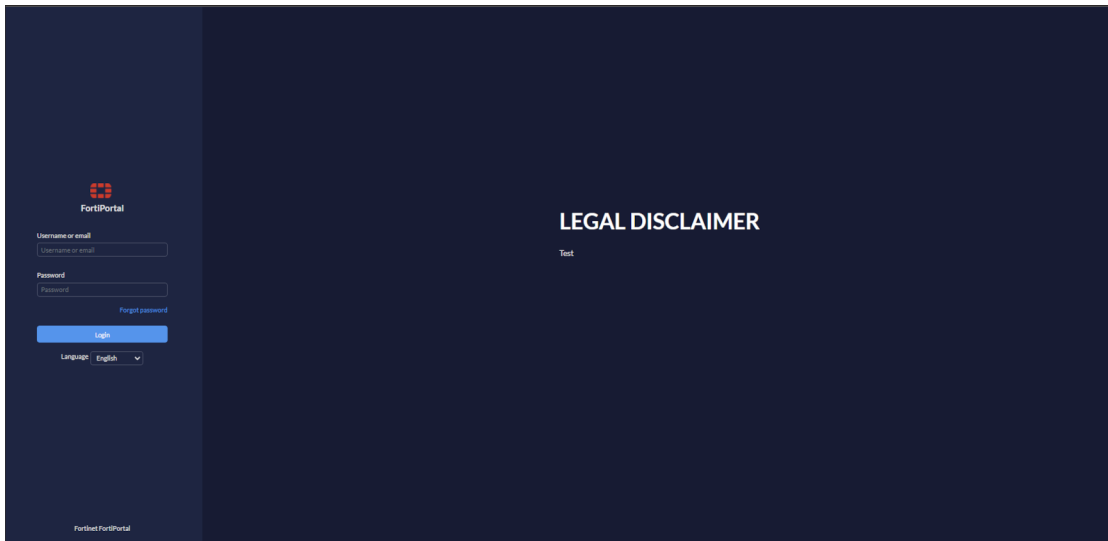 FortiPortal
Username or email
Username or email
Password
Password
Forgot password
Login
Language English
Fortinet FortiPortal
LEGAL DISCLAIMER
Test